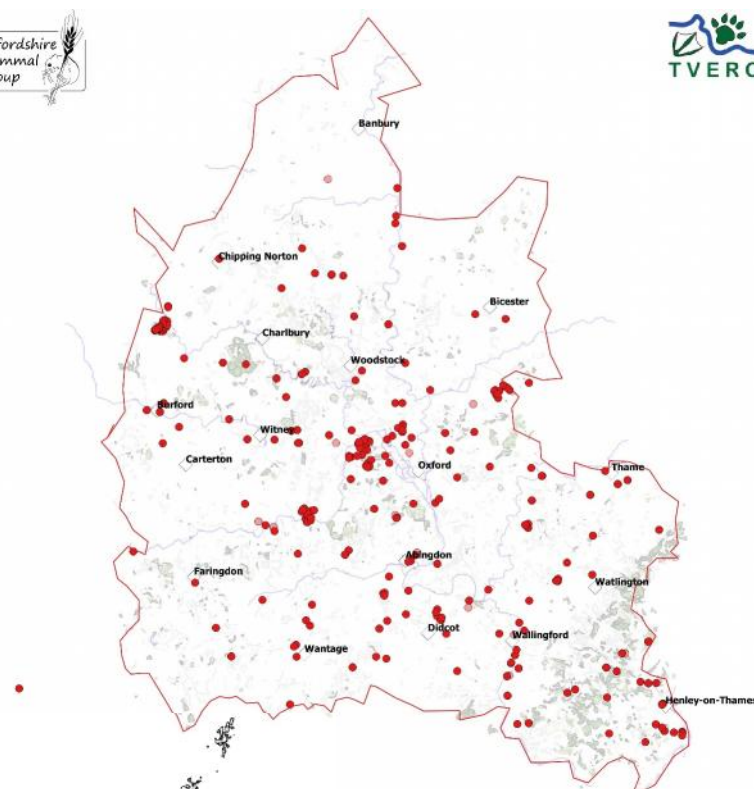 fordshire
mmal
oup
TVERC
Banbury
Chipping Norton
Bicester
Charlbury
Woodstock
Burford
Witney
Carterton
Oxford
Thame
Abingdon
Faringdon
Watlington
Didcot
Wallingford
Wantage
Henley-on-Thames